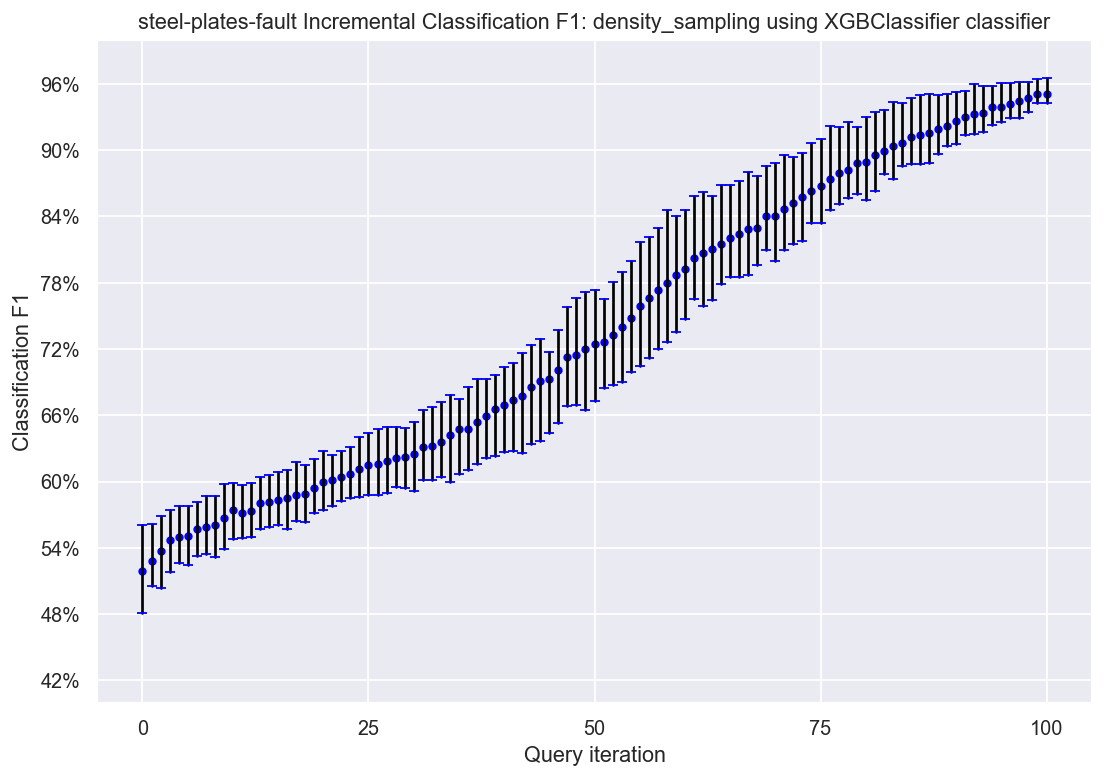 steel-plates-fault Incremental Classification F1: density_sampling using XGBClassifier classifier
96%
90%
84%
78%
72%
66%
60%
54%
48%
42%
Classification F1
0 25 50 75 100
Query iteration